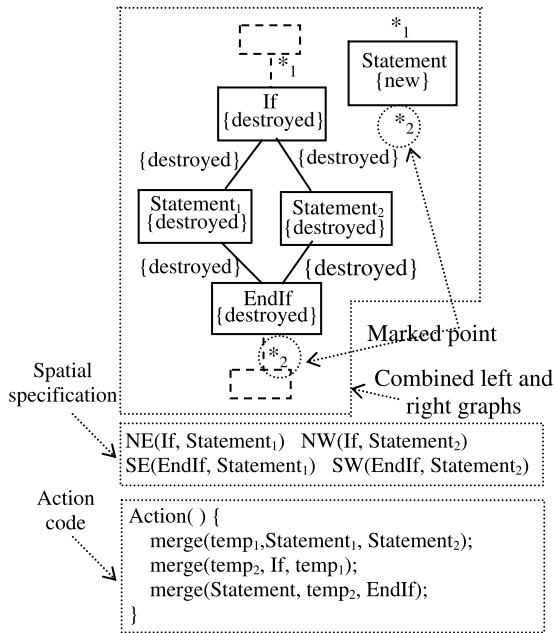 *1
*1
Statement
{new}
If
{destroyed}
*2
{destroyed} {destroyed}
Statement1
{destroyed}
Statement2
{destroyed}
{destroyed} {destroyed}
EndIf
{destroyed}
Marked point
*2
Spatial
specification
Combined left and
right graphs
NE(If, Statement1) NW(If, Statement2)
SE(EndIf, Statement1) SW(EndIf, Statement2)
Action
code
Action( ) {
merge(temp1,Statement1, Statement2);
merge(temp2, If, temp1);
merge(Statement, temp2, EndIf);
}